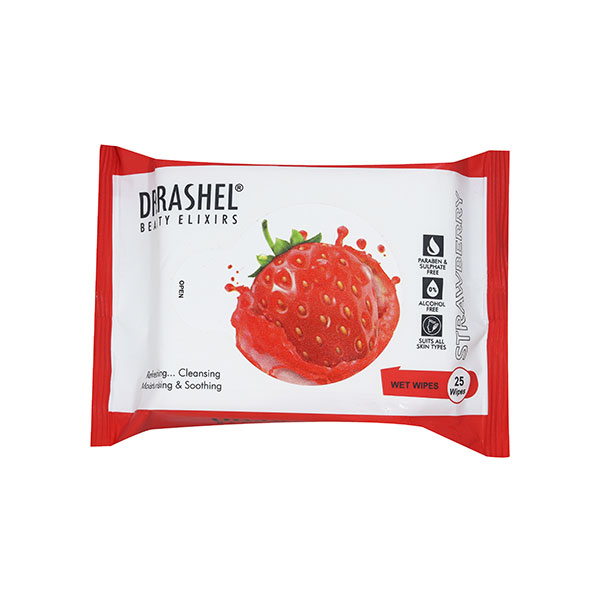 DR.RASHEL®
BEAUTY ELIXIRS
OPEN
Refreshing... Cleansing
Moisturising & Soothing
STRAWBERRY
PARABEN &
SULPHATE
FREE
0%
ALCOHOL
FREE
SUITS ALL
SKIN TYPES
WET WIPES
25
Wipes